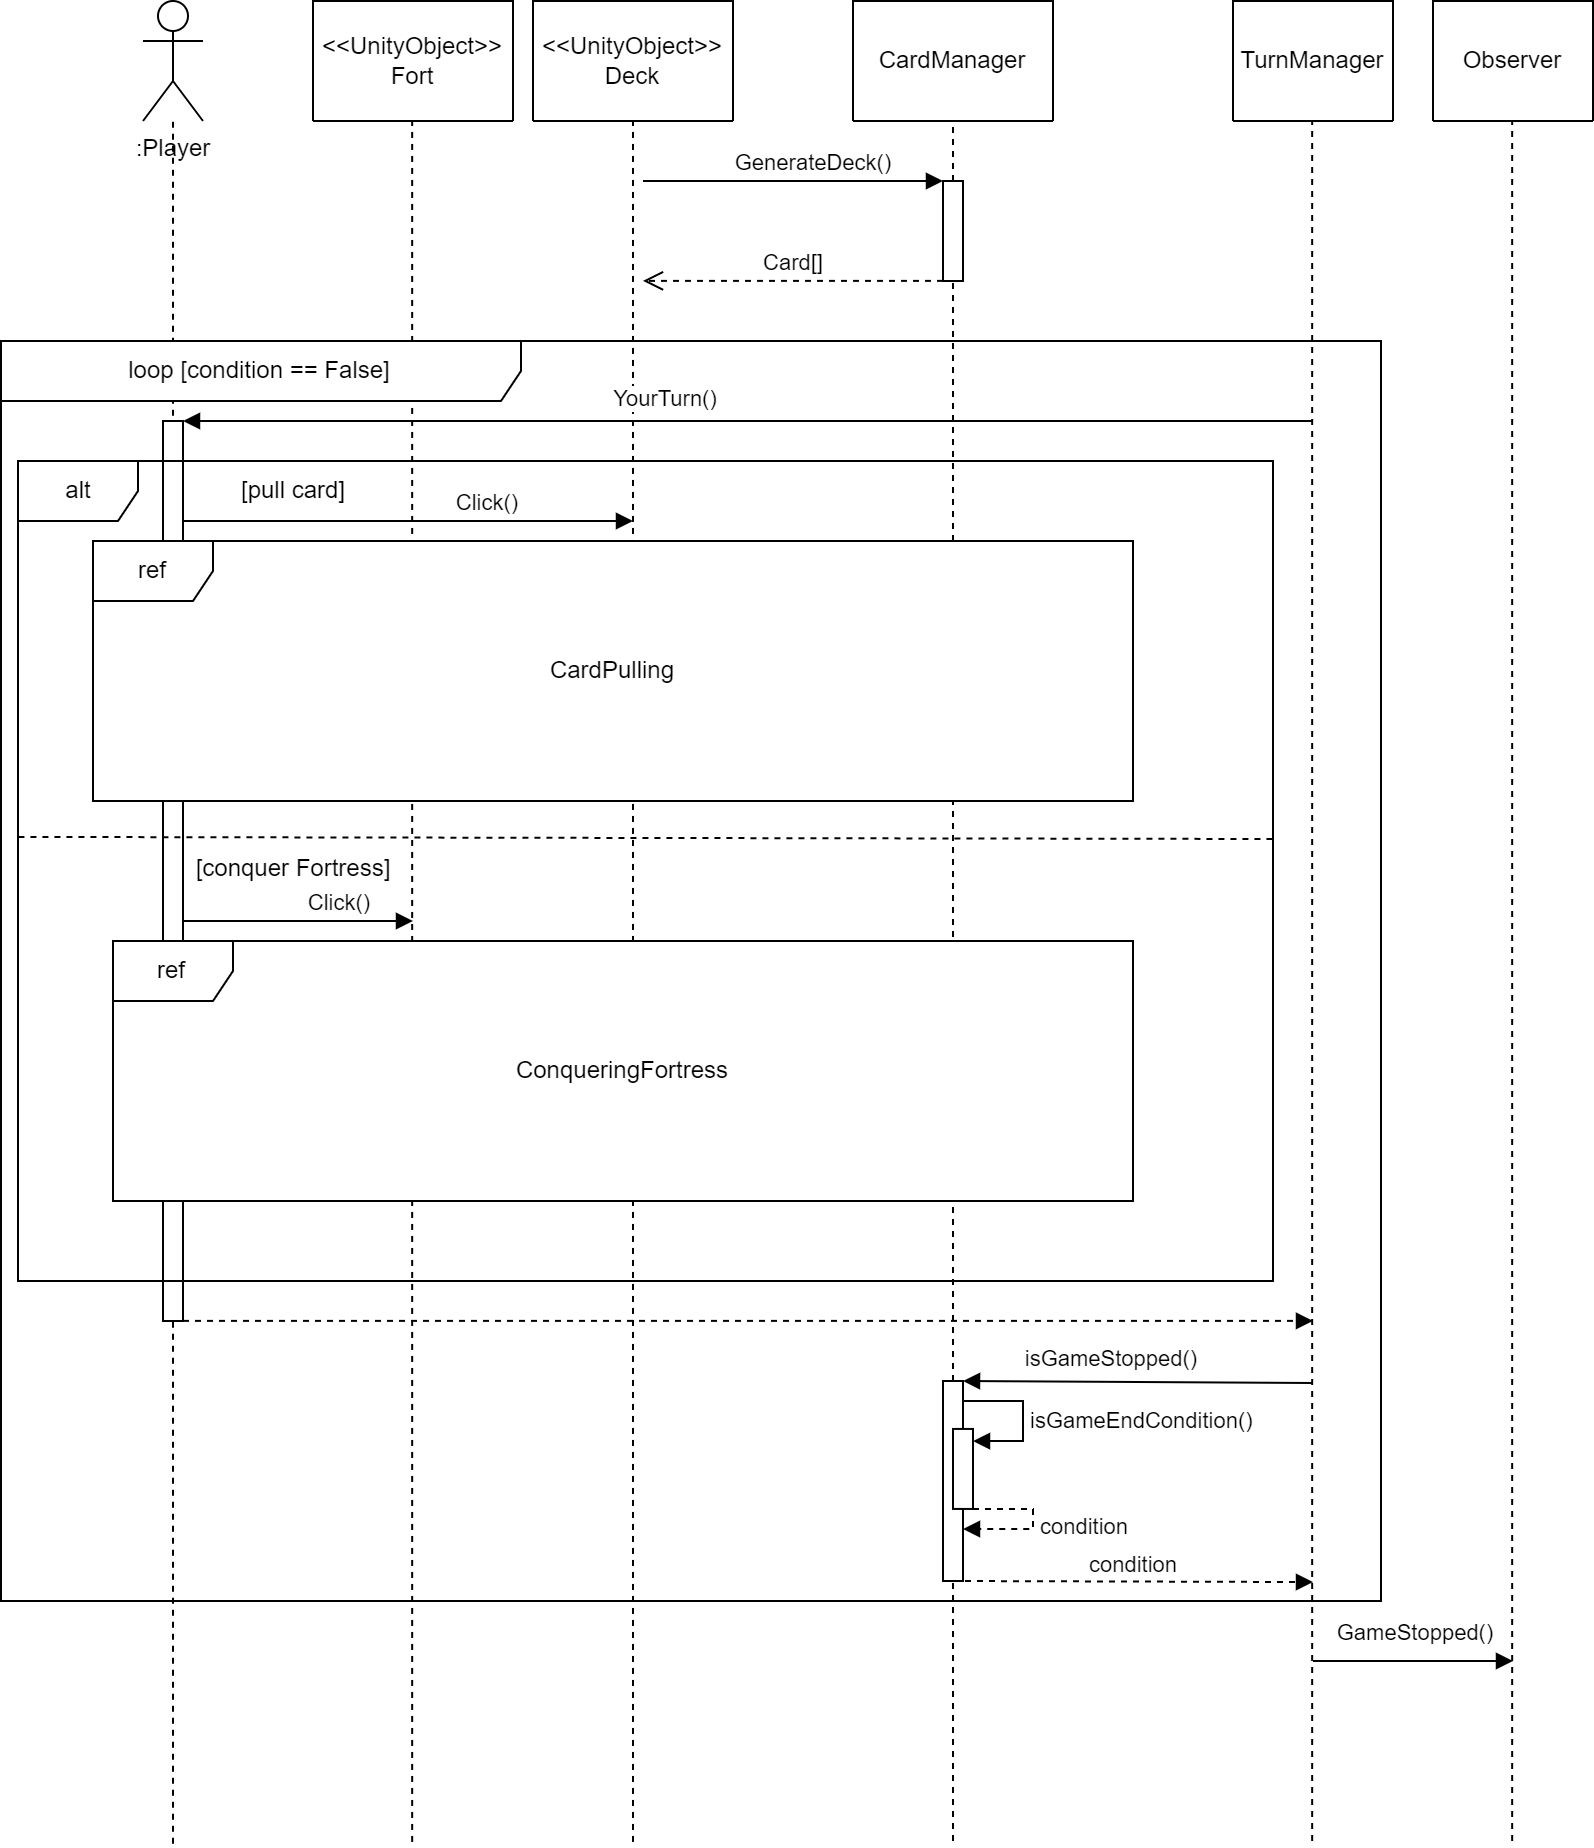 <<UnityObject>>
Fort
<<UnityObject>>
Deck
CardManager
TurnManager
Observer
:Player
GenerateDeck()
Card[]
loop [condition == False]
YourTurn()
alt
[pull card]
Click()
ref
CardPulling
[conquer Fortress]
Click()
ref
ConqueringFortress
isGameStopped()
isGameEndCondition()
condition
condition
GameStopped()